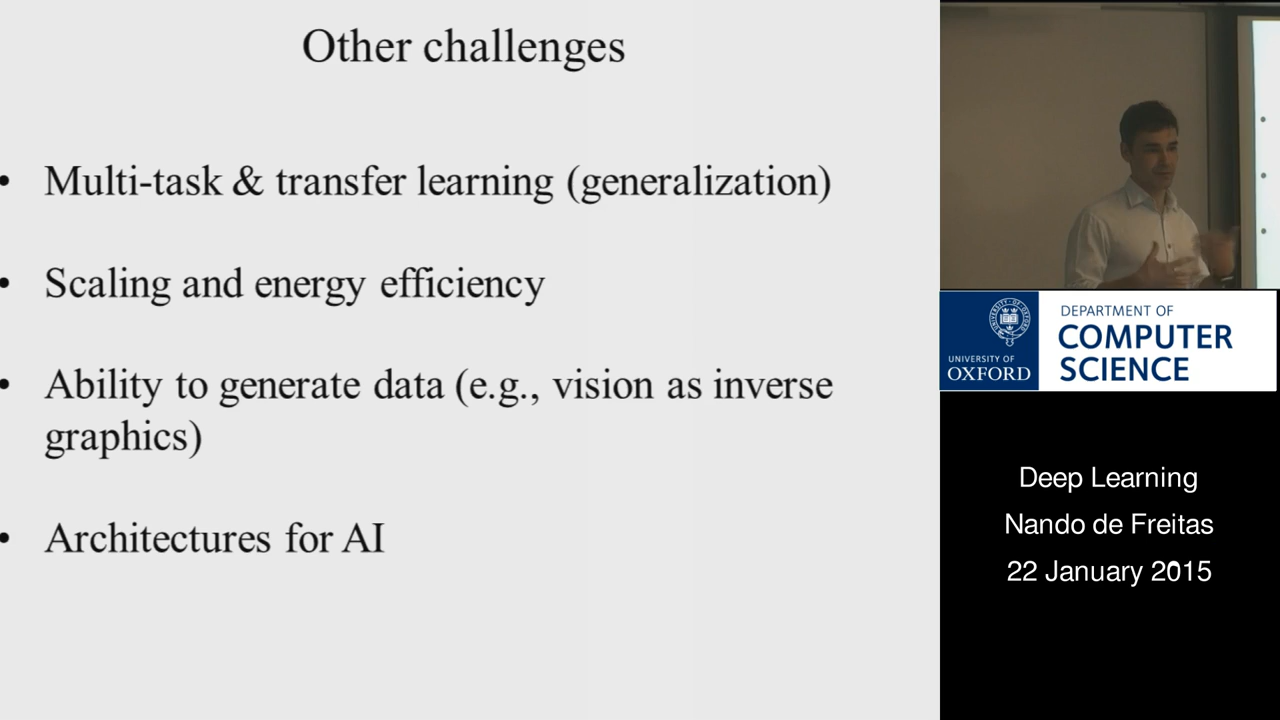 Other challenges
• Multi-task & transfer learning (generalization)
• Scaling and energy efficiency
• Ability to generate data (e.g., vision as inverse
graphics)
• Architectures for AI
UNIVERSITY OF
OXFORD
DEPARTMENT OF
COMPUTER
SCIENCE
Deep Learning
Nando de Freitas
22 January 2015